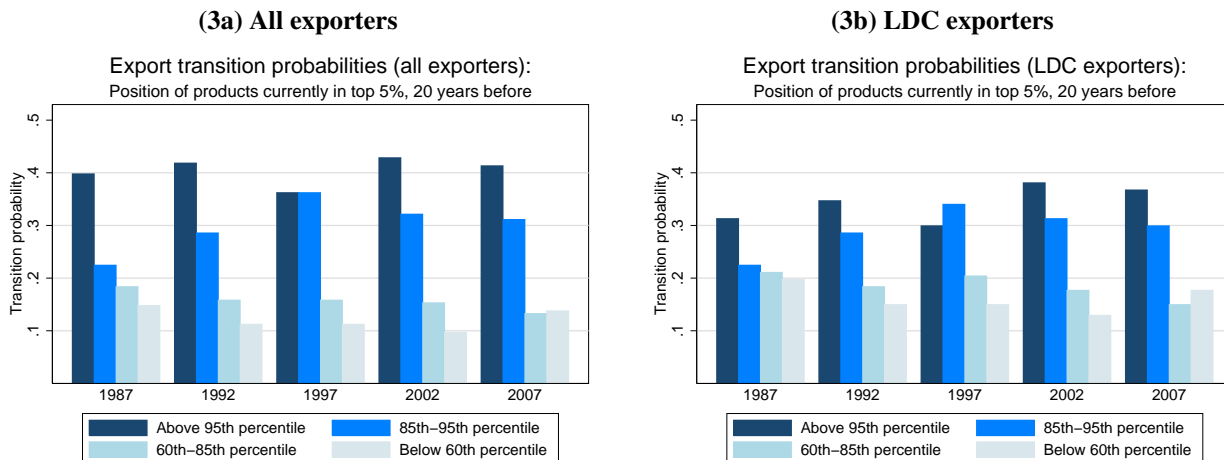 (3a) All exporters
Export transition probabilities (all exporters):
Position of products currently in top 5%, 20 years before
Transition probability
.5
.4
.3
.2
.1
1987 1992 1997 2002 2007
Above 95th percentile 85th−95th percentile
60th−85th percentile Below 60th percentile
(3b) LDC exporters
Export transition probabilities (LDC exporters):
Position of products currently in top 5%, 20 years before
Transition probability
.5
.4
.3
.2
.1
1987 1992 1997 2002 2007
Above 95th percentile 85th−95th percentile
60th−85th percentile Below 60th percentile